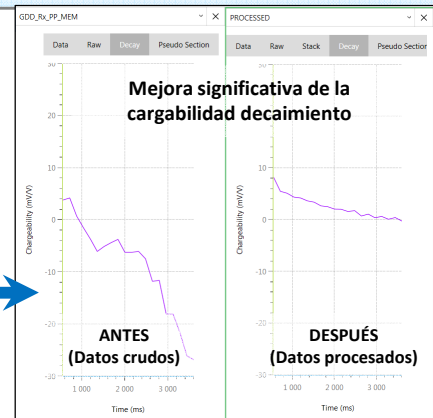 GDD_Rx_PP_MEM
Data Raw Decay Pseudo Section
PROCESSED
Data Raw Stack Decay Pseudo Section
Mejora significativa de la
cargabilidad decaimiento
30
20
10
0
-10
-20
-30
Chargeability (mV/V)
ANTES
(Datos crudos)
1 000 2 000 3 000
Time (ms)
30
20
10
0
-10
-20
-30
Chargeability (mV/V)
DESPUÉS
(Datos procesados)
1 000 2 000 3 000
Time (ms)